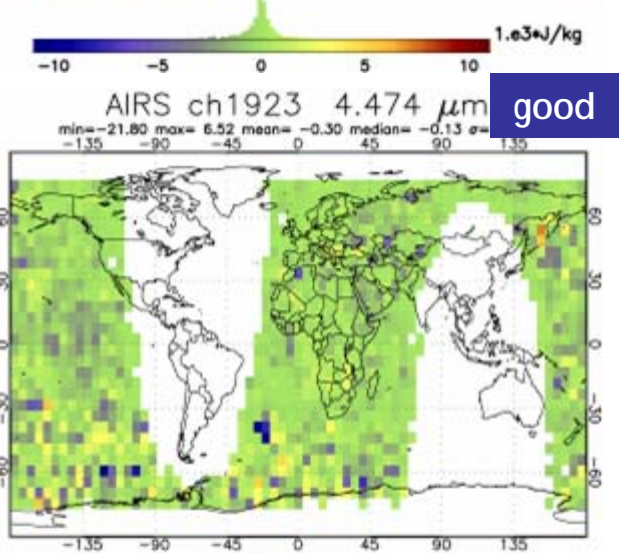 1.e3*J/kg
−10 −5 0 5 10
AIRS ch1923 4.474 μm
good
min=−21.80 max= 6.52 mean= −0.30 median= −0.13 σ=
−135 −90 −45 0 45 90 135
60 60
30 30
0 0
−30 −30
−60 −60
−135 −90 −45 0 45 90 135